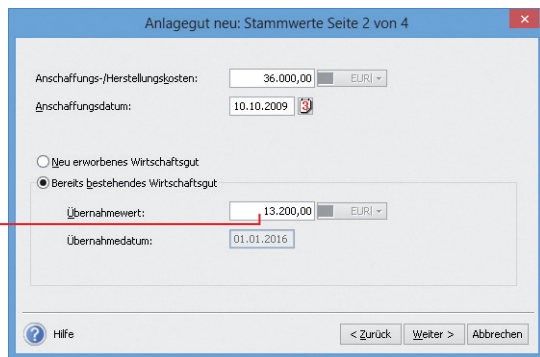 Anlagegut neu: Stammwerte Seite 2 von 4
Anschaffungs-/Herstellungskosten: 36.000,00 EUR
Anschaffungsdatum: 10.10.2009 3
Neu erworbenes Wirtschaftsgut
Bereits bestehendes Wirtschaftsgut
Übernahmewert: 13.200,00 EUR
Übernahmedatum: 01.01.2016
? Hilfe < Zurück Weiter > Abbrechen